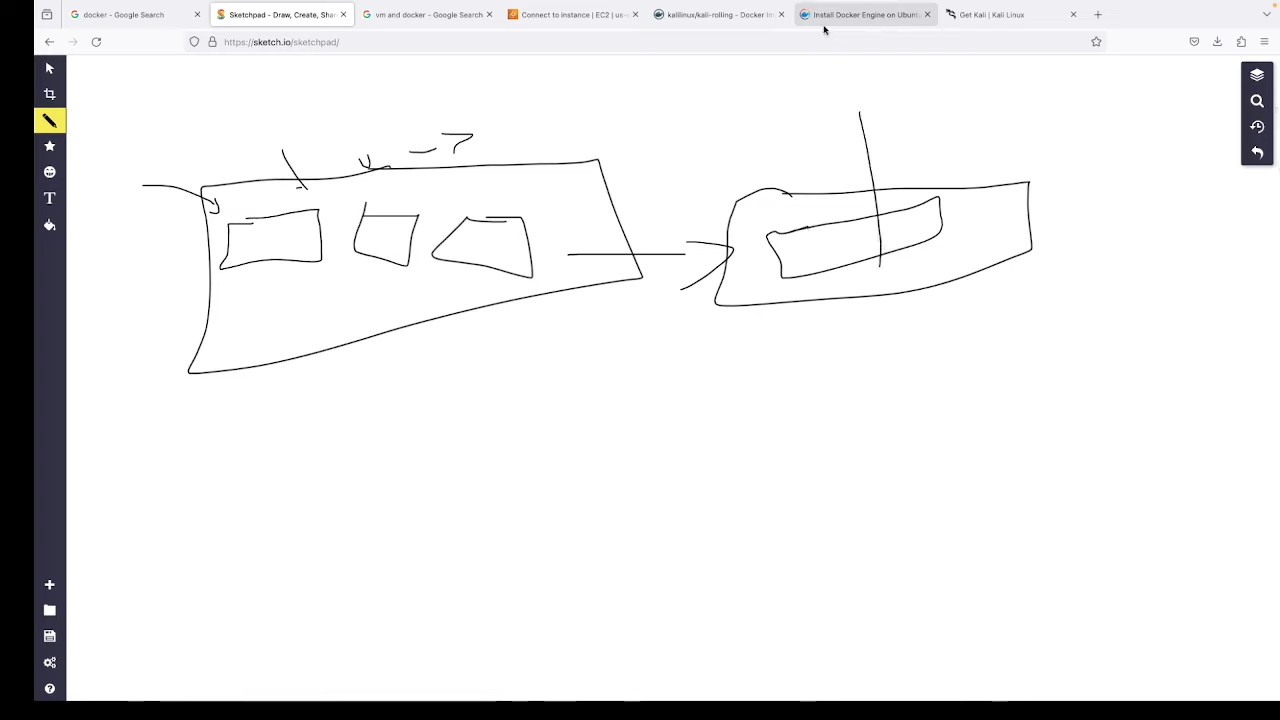 docker - Google Search
Sketchpad - Draw, Create, Shar
vm and docker - Google Search
Connect to instance | EC2 | us-e
kalilinux/kali-rolling - Docker Im
Install Docker Engine on Ubunt
Get Kali | Kali Linux
https://sketch.io/sketchpad/
T